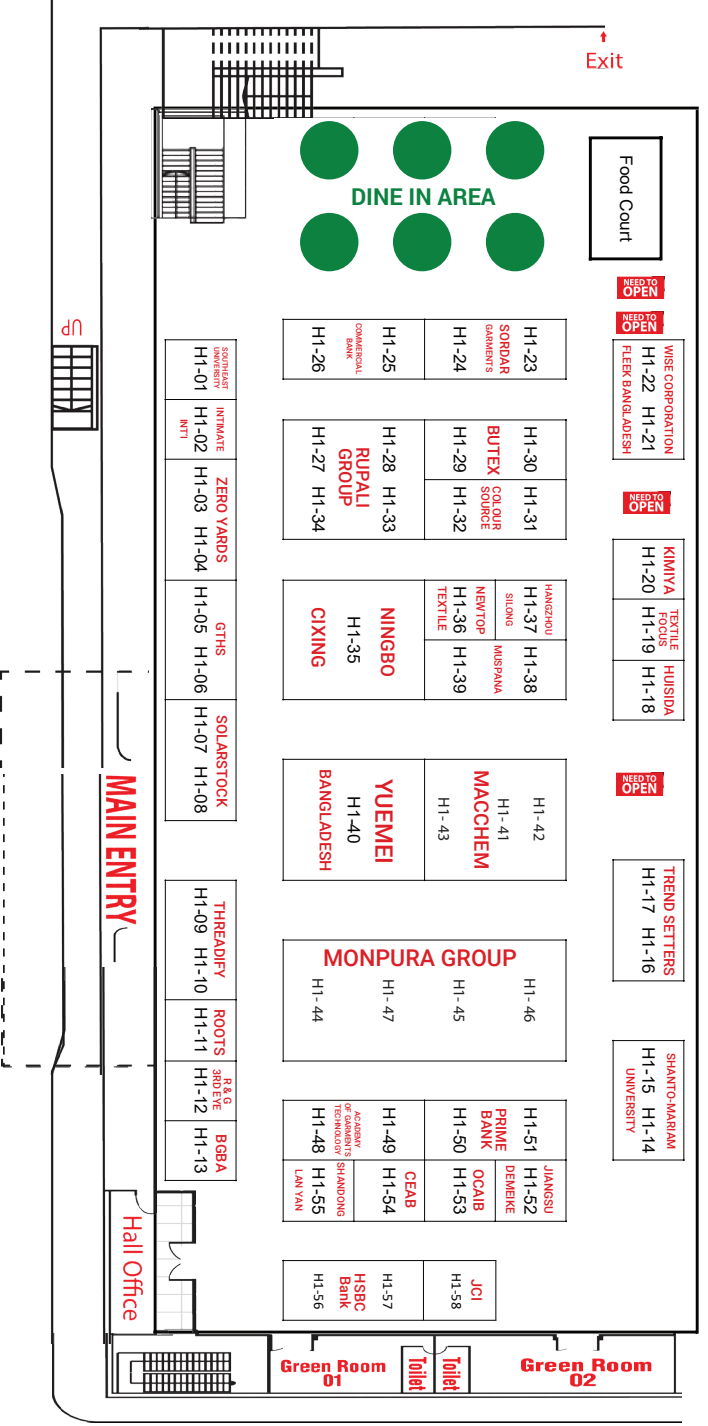 Exit
Food Court
DINE IN AREA
NEED TO
OPEN
NEED TO
OPEN
UP
SOUTHEAST
UNIVERSITY
H1-01
INTIMATE
H1-02
INT'I
ZERO YARDS
H1-03 H1-04
GTHS
H1-05 H1-06
SOLARSTOCK
H1-07 H1-08
H1-25
COMMERCIAL
BANK
H1-26
H1-23
SORDAR
GARMENTS
H1-24
WISE CORPORATION
H1-22 H1-21
FLEEK BANGLADESH
H1-28 H1-33
RUPALI
GROUP
H1-27 H1-34
H1-30
BUTEX
H1-29
H1-31
COLOUR
SOURCE
H1-32
NEED TO
OPEN
NINGBO
H1-35
CIXING
HANGZHOU
H1-37
SILONG
NEWTOP
H1-36
TEXTILE
H1-38
MUSPANA
H1-39
KIMIYA
H1-20
TEXTILE
FOCUS
H1-19
HUISIDA
H1-18
NEED TO
OPEN
MAIN ENTRY
YUEMEI
H1-40
BANGLADESH
H1- 42
H1- 41
MACCHEM
H1- 43
THREADIFY
H1-09 H1-10
ROOTS
H1-11
R & G
3RD EYE
H1-12
BGBA
H1-13
MONPURA GROUP
H1- 44
H1- 47
H1- 45
H1- 46
TREND SETTERS
H1-17 H1-16
SHANTO-MARIAM
H1-15 H1-14
UNIVERSITY
H1-49
ACADEMY
OF GARMENTS
TECHNOLOGY
H1-48
H1-51
PRIME
BANK
H1-50
SHANDONG
H1-55
LAN YAN
CEAB
H1-54
OCAIB
H1-53
JIANGSU
H1-52
DEMEIKE
H1-57
HSBC
Bank
H1-56
JCI
H1-58
Hall Office
Green Room
01
Toilet
Toilet
Green Room
02